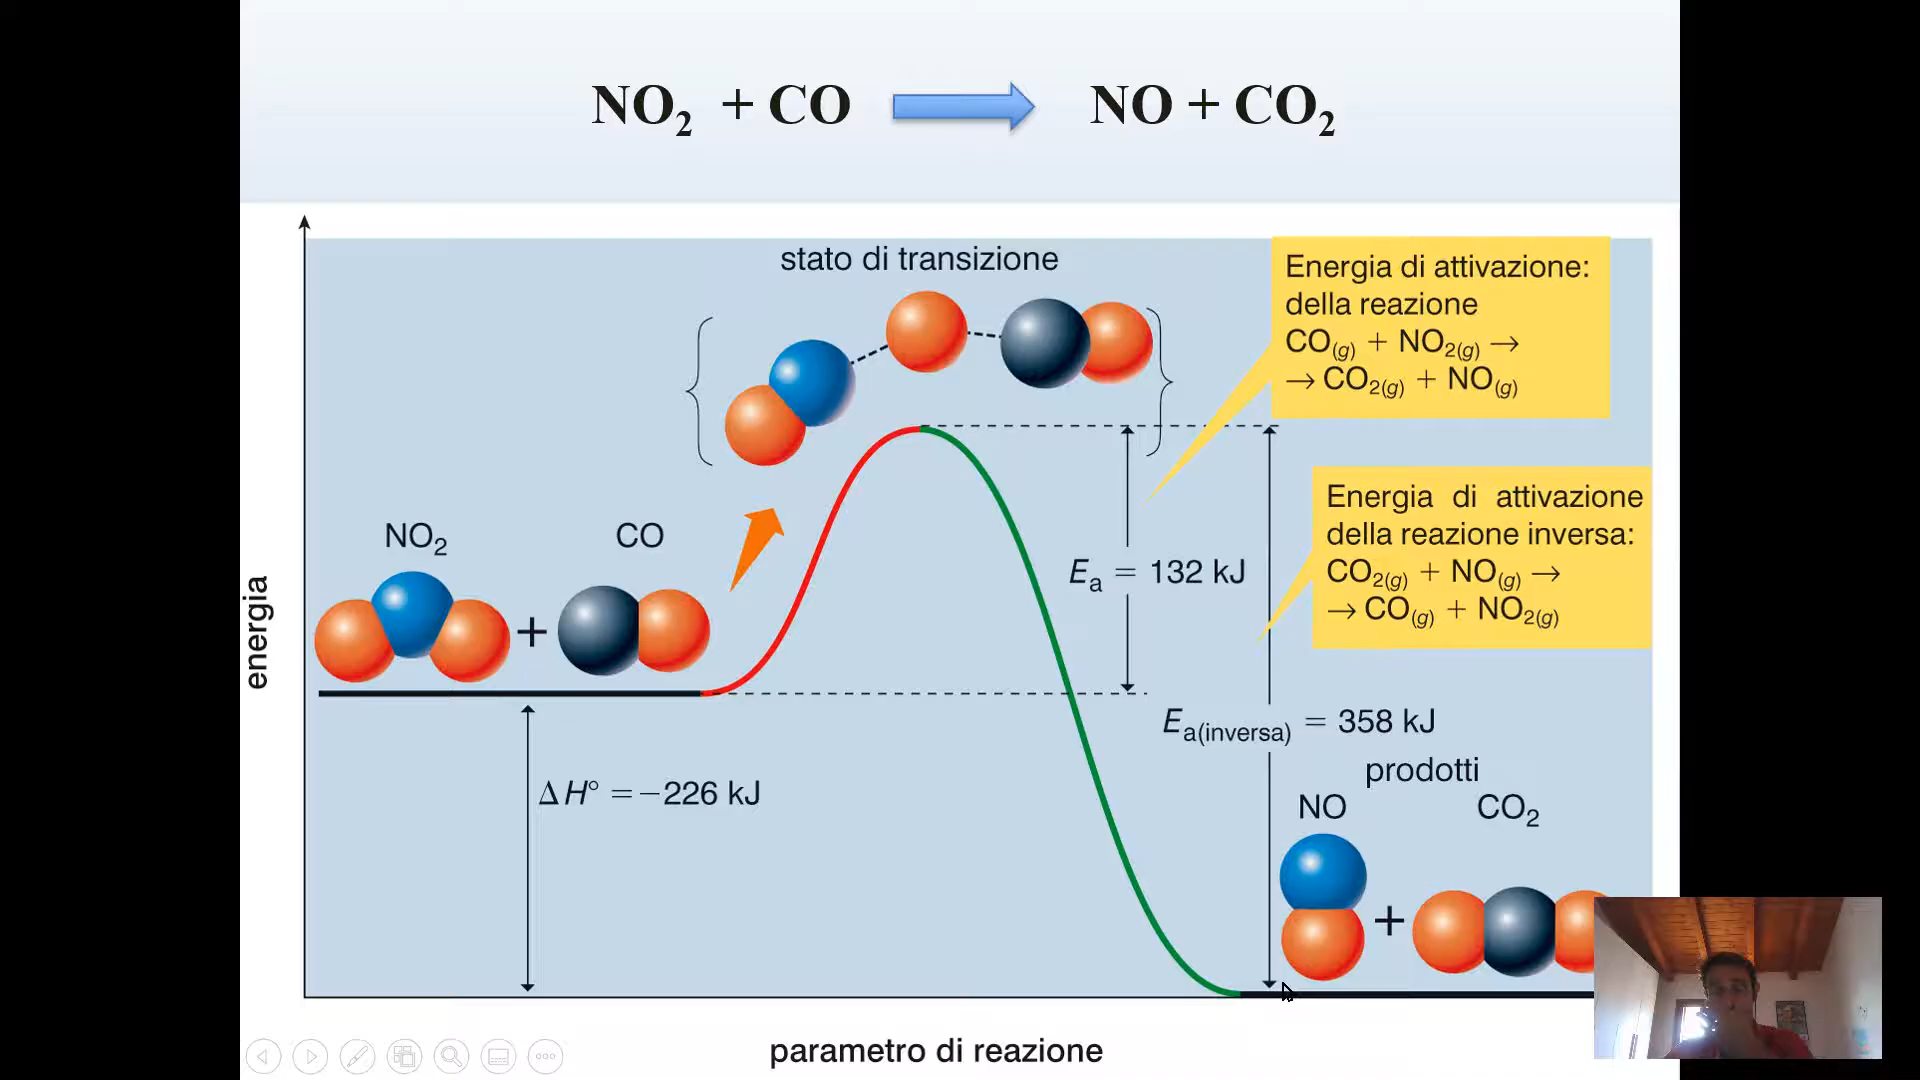 NO₂ + CO NO + CO₂
stato di transizione
Energia di attivazione:
della reazione
CO(g) + NO₂(g) →
→ CO₂(g) + NO(g)
Energia di attivazione
della reazione inversa:
CO₂(g) + NO(g) →
→ CO(g) + NO₂(g)
NO₂ CO
+
Ea = 132 kJ
energia
Ea(inversa) = 358 kJ
ΔH° = −226 kJ
prodotti
NO CO₂
+
parametro di reazione